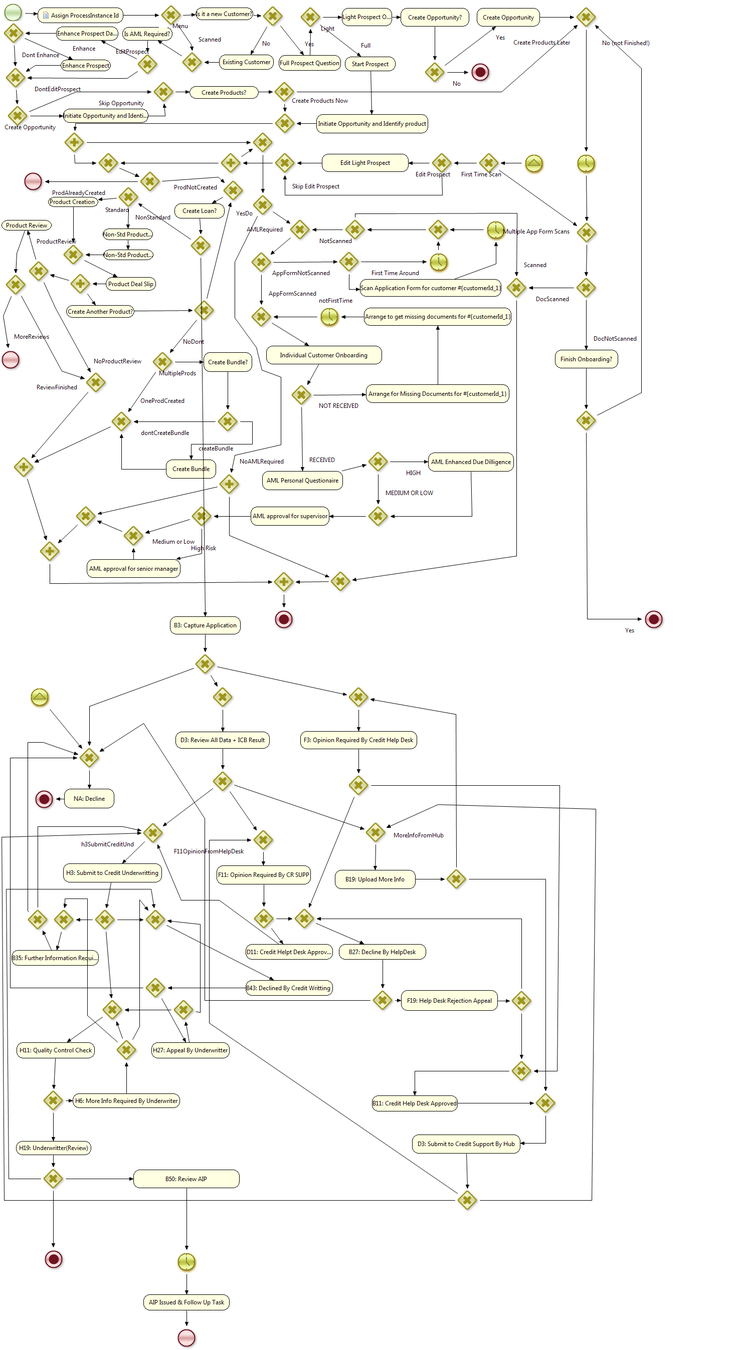 Assign ProcessInstance Id
Menu
Is it a new Customer?
Light
Light Prospect O...
Create Opportunity?
Create Opportunity
Enhance Prospect Da...
Is AML Required?
Scanned
No
Yes
Full
Yes
Create Products Later
No (not Finished!)
Enhance
EditProspect
Dont Enhance
Enhance Prospect
Existing Customer
Full Prospect Question
Start Prospect
No
DontEditProspect
Skip Opportunity
Create Products?
Create Products Now
Create Opportunity
Initiate Opportunity and Identi...
Initiate Opportunity and Identify product
Edit Light Prospect
Edit Prospect
First Time Scan
Skip Edit Prospect
ProdAlreadyCreated
ProdNotCreated
Product Creation
Standard
NonStandard
Create Loan?
YesDo
Product Review
Non-Std Product...
AMLRequired
NotScanned
Multiple App Form Scans
ProductReview
Non-Std Product...
Scanned
AppFormNotScanned
First Time Around
Product Deal Slip
Scan Application Form for customer #{customerId_1}
AppFormScanned
DocScanned
notFirstTime
Create Another Product?
Arrange to get missing documents for #{customerId_1}
MoreReviews
NoDont
DocNotScanned
NoProductReview
MultipleProds
Create Bundle?
Individual Customer Onboarding
Finish Onboarding?
ReviewFinished
OneProdCreated
NOT RECEIVED
Arrange for Missing Documents for #{customerId_1}
dontCreateBundle
createBundle
NoAMLRequired
RECEIVED
Create Bundle
AML Personal Questionaire
HIGH
AML Enhanced Due Dilligence
MEDIUM OR LOW
AML approval for supervisor
Medium or Low
High Risk
AML approval for senior manager
B3: Capture Application
Yes
D3: Review All Data + ICB Result
F3: Opinion Required By Credit Help Desk
NA: Decline
h3SubmitCreditUnd
F11OpinionFromHelpDesk
MoreInfoFromHub
H3: Submit to Credit Underwritting
F11: Opinion Required By CR SUPP
B19: Upload More Info
B35: Further Information Requi...
D11: Credit Helpt Desk Approv...
B27: Decline By HelpDesk
B43: Declined By Credit Writting
F19: Help Desk Rejection Appeal
H11: Quality Control Check
H27: Appeal By Underwritter
H6: More Info Required By Underwriter
B11: Credit Help Desk Approved
H19: Underwritter(Review)
D3: Submit to Credit Support By Hub
B50: Review AIP
AIP Issued & Follow Up Task